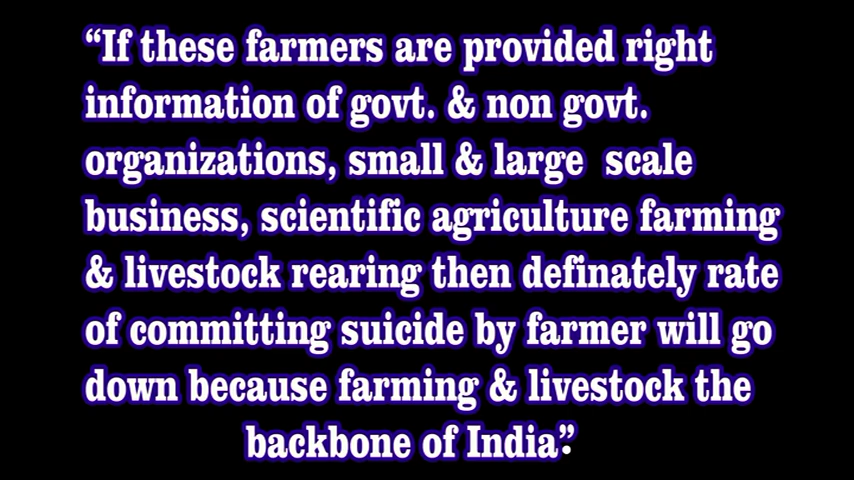 “If these farmers are provided right
information of govt. & non govt.
organizations, small & large scale
business, scientific agriculture farming
& livestock rearing then definately rate
of committing suicide by farmer will go
down because farming & livestock the
backbone of India”.